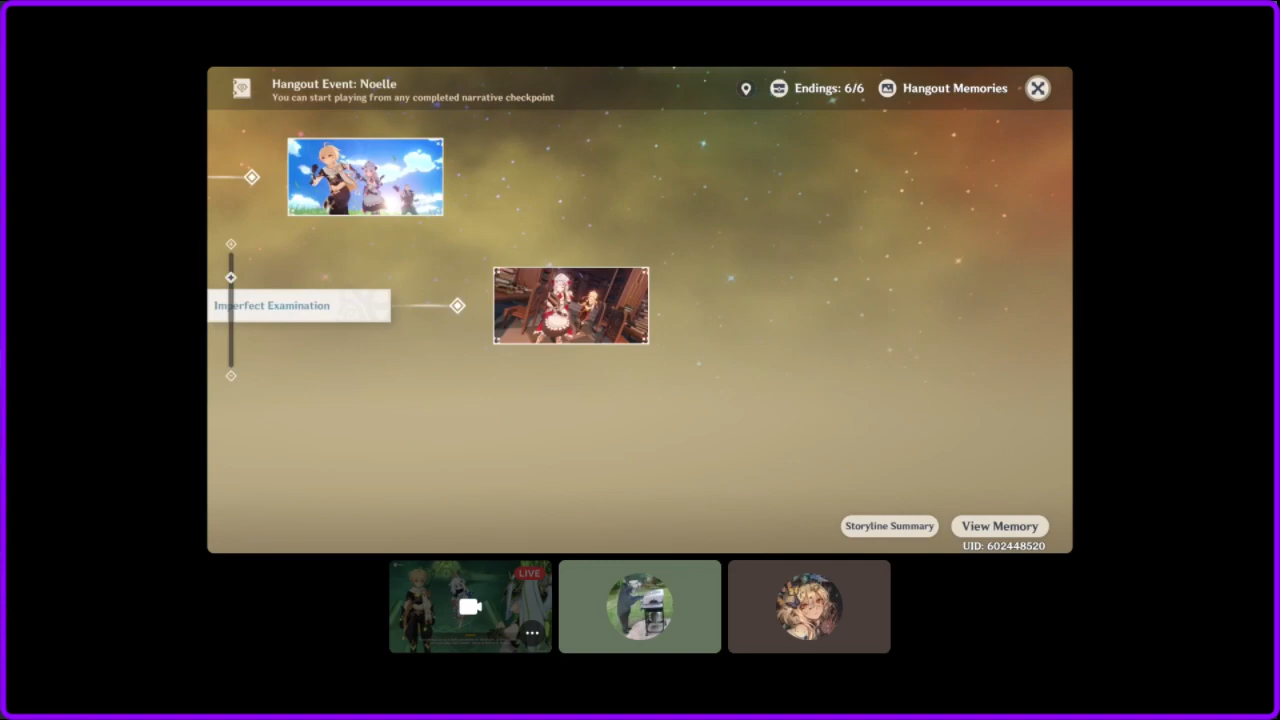 Hangout Event: Noelle
You can start playing from any completed narrative checkpoint
Endings: 6/6
Hangout Memories
Imperfect Examination
Storyline Summary
View Memory
UID: 602448520
LIVE